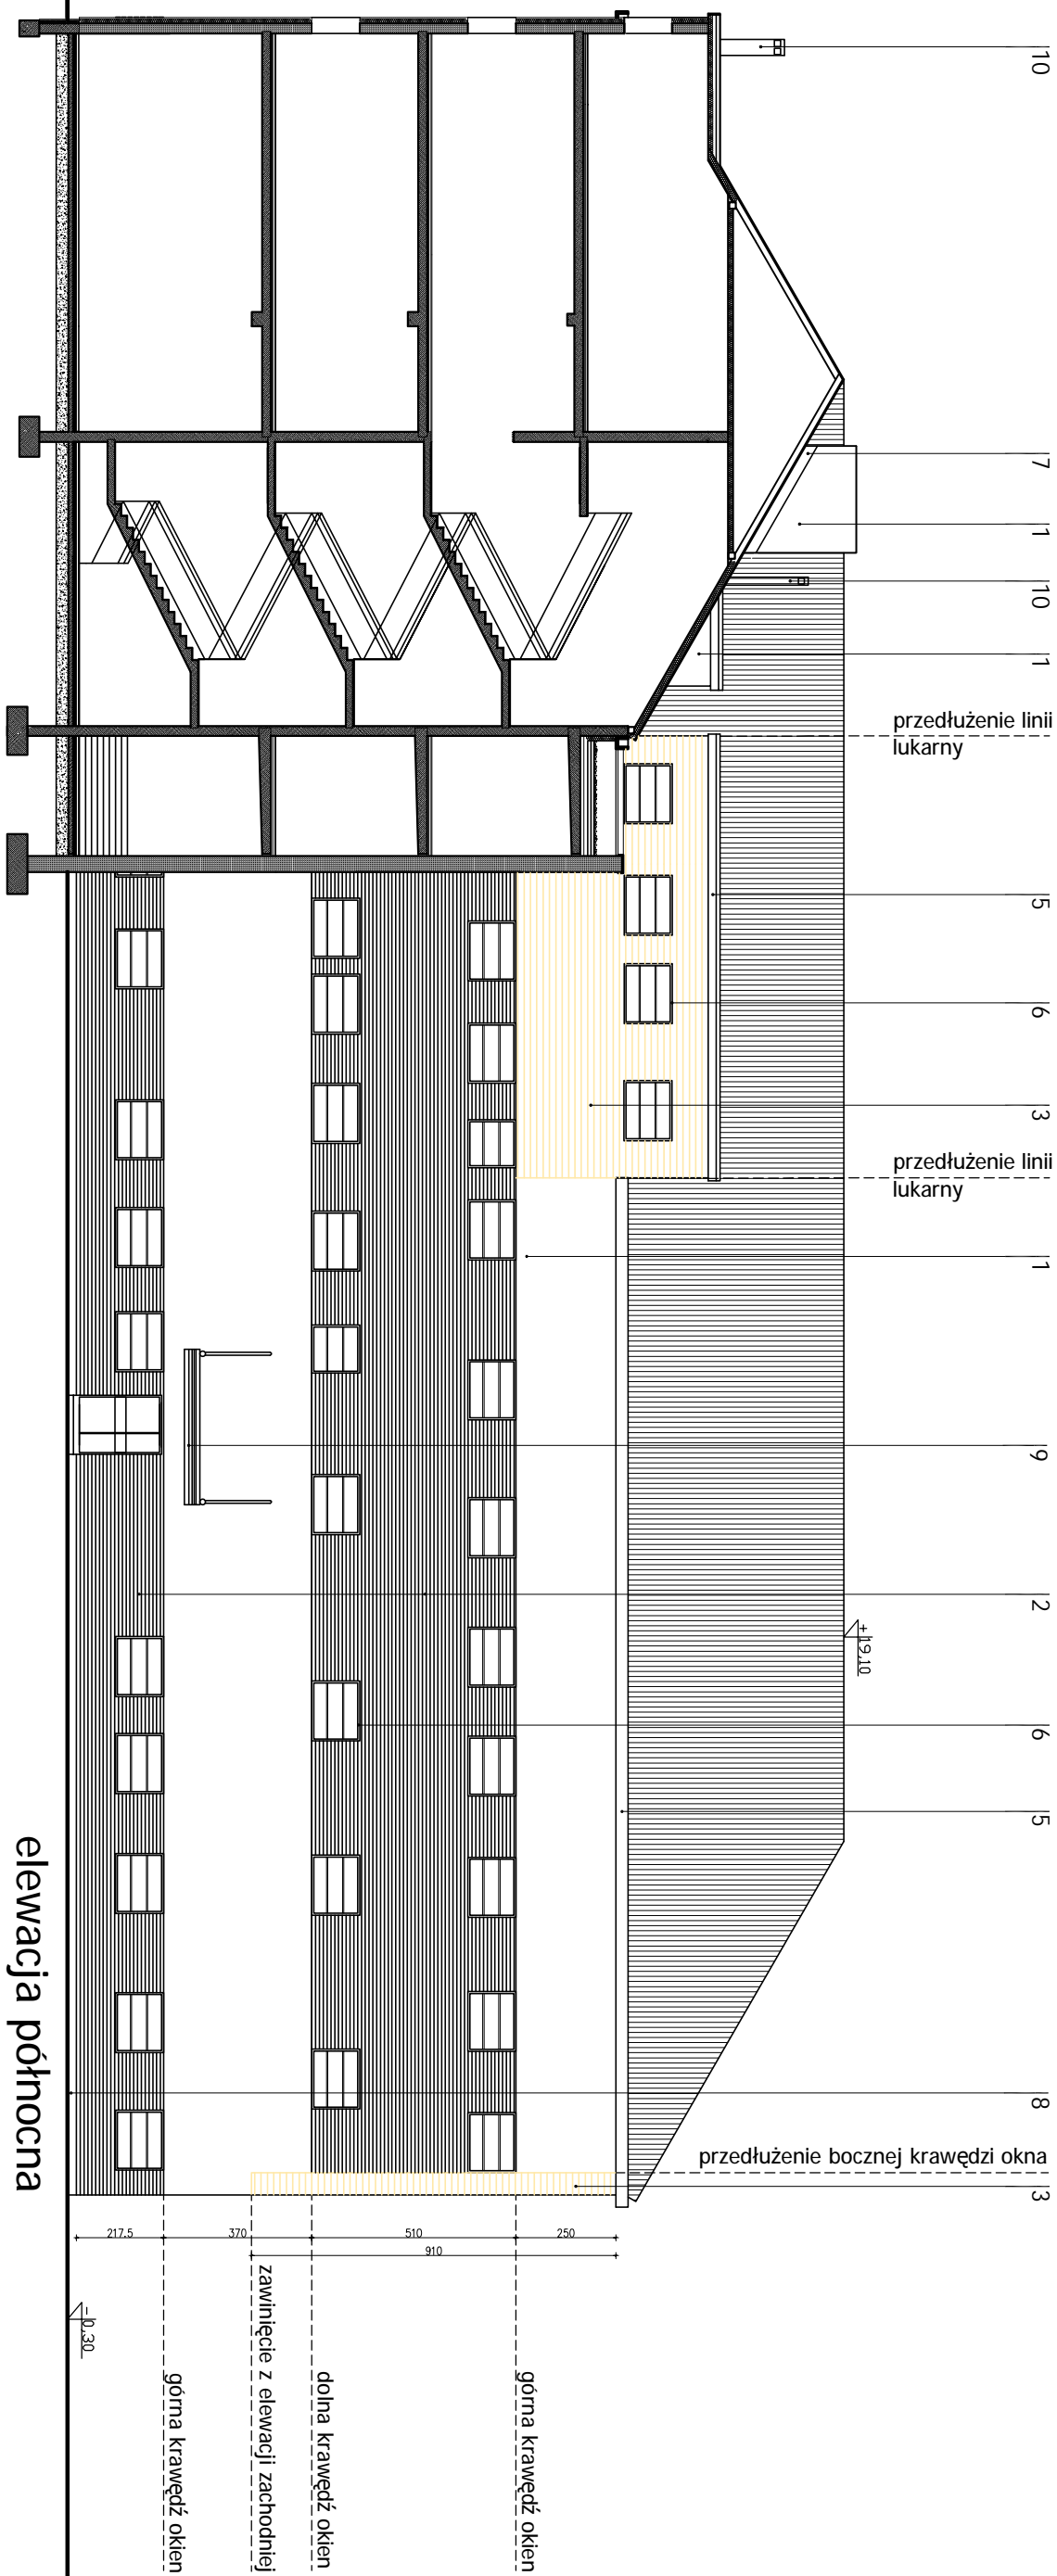 10
7
1
10
1
przedłużenie linii
lukarny
5
6
3
przedłużenie linii
lukarny
1
9
2
+ 19,10
6
5
8
przedłużenie bocznej krawędzi okna
3
217.5
370
510
250
910
górna krawędź okien
dolna krawędź okien
zawinięcie z elewacji zachodniej
górna krawędź okien
- 0.30
elewacja północna